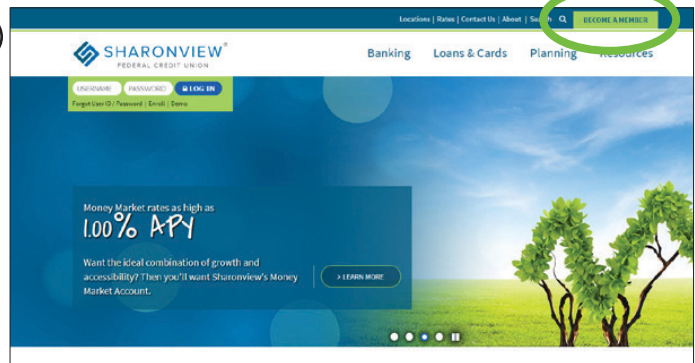 Locations | Rates | Contact Us | About | Search BECOME A MEMBER
SHARONVIEW®
FEDERAL CREDIT UNION
Banking Loans & Cards Planning Resources
USERNAME PASSWORD LOG IN
Forgot User ID / Password | Enroll | Demo
Money Market rates as high as
1.00% APY
Want the ideal combination of growth and
accessibility? Then you'll want Sharonview's Money
Market Account.
> LEARN MORE